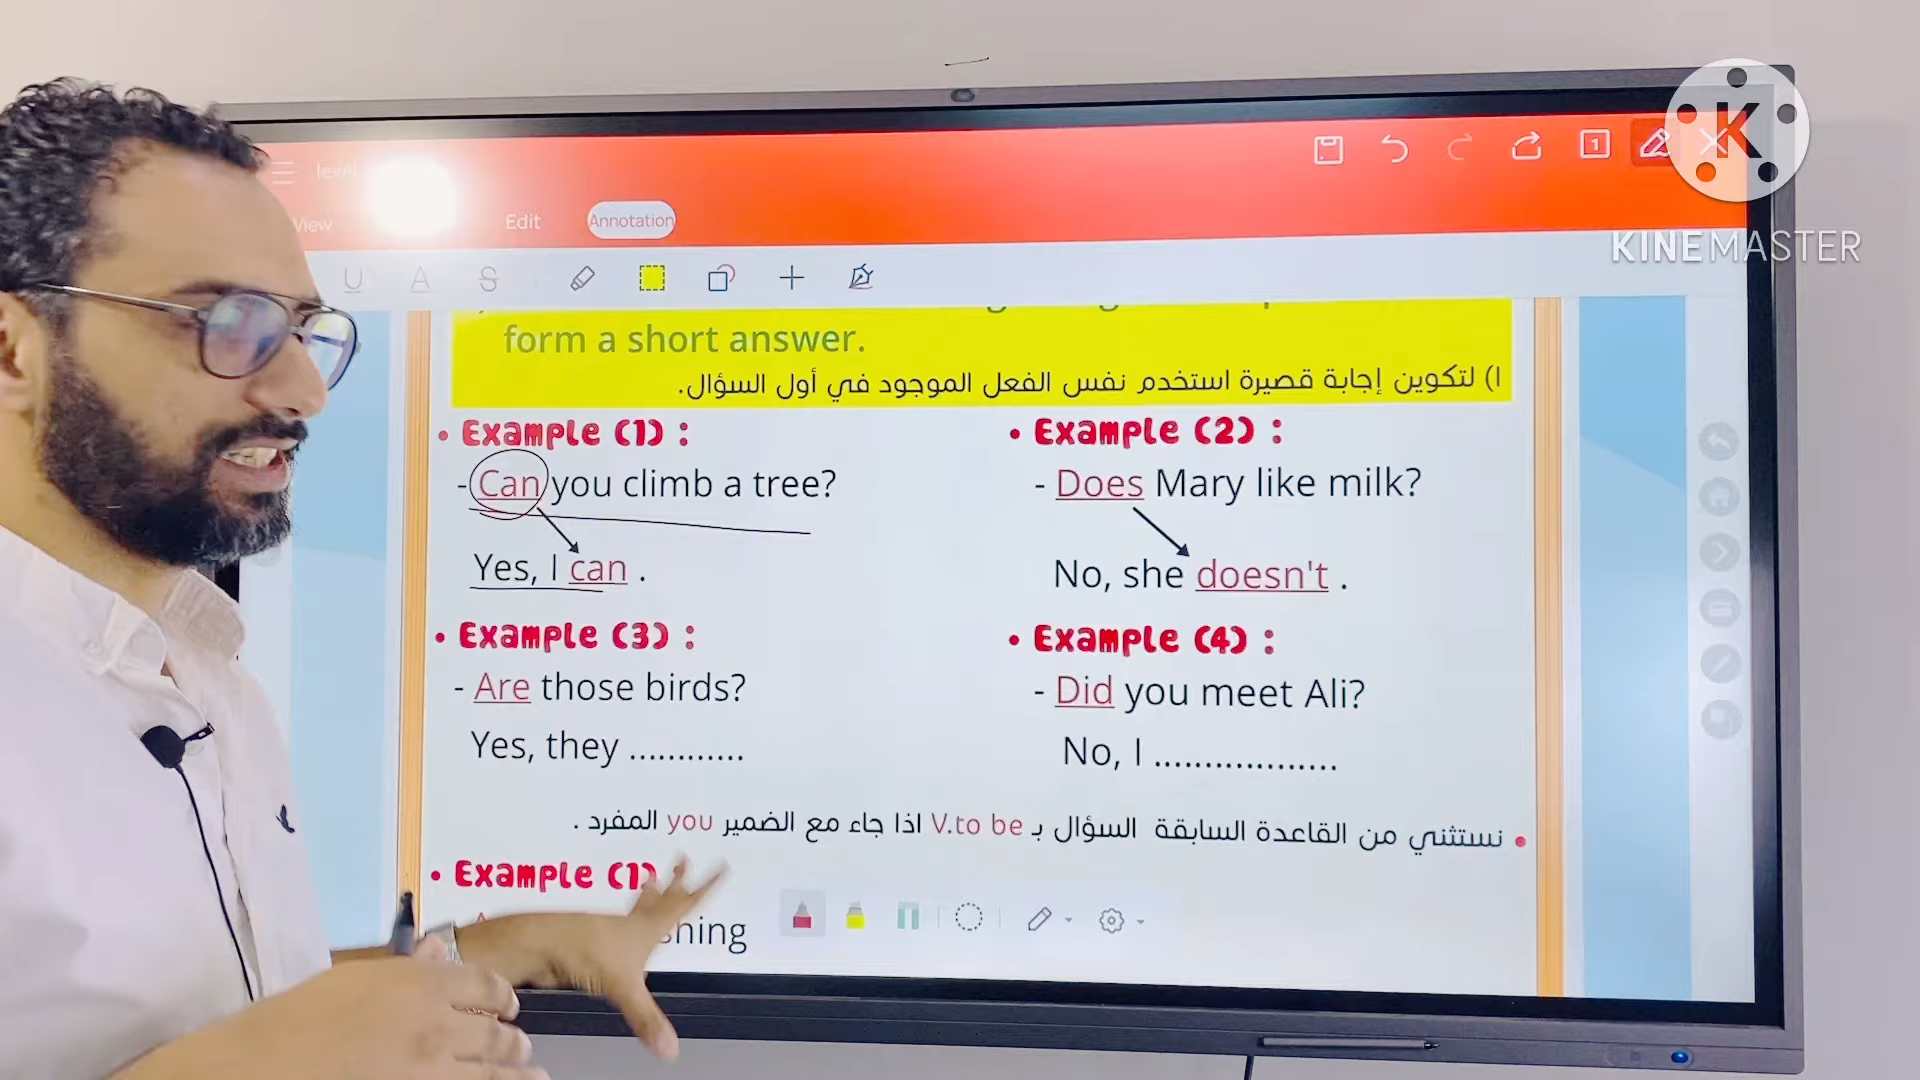 level
K
View
Edit
Annotation
KINEMASTER
1
U A S
form a short answer.
١) لتكوين إجابة قصيرة استخدم نفس الفعل الموجود في أول السؤال.
• Example (1) :
- Can you climb a tree?
Yes, I can .
• Example (2) :
- Does Mary like milk?
No, she doesn't .
• Example (3) :
- Are those birds?
Yes, they ............
• Example (4) :
- Did you meet Ali?
No, I ..................
• نستثني من القاعدة السابقة السؤال بـ V.to be اذا جاء مع الضمير you المفرد .
• Example (1)